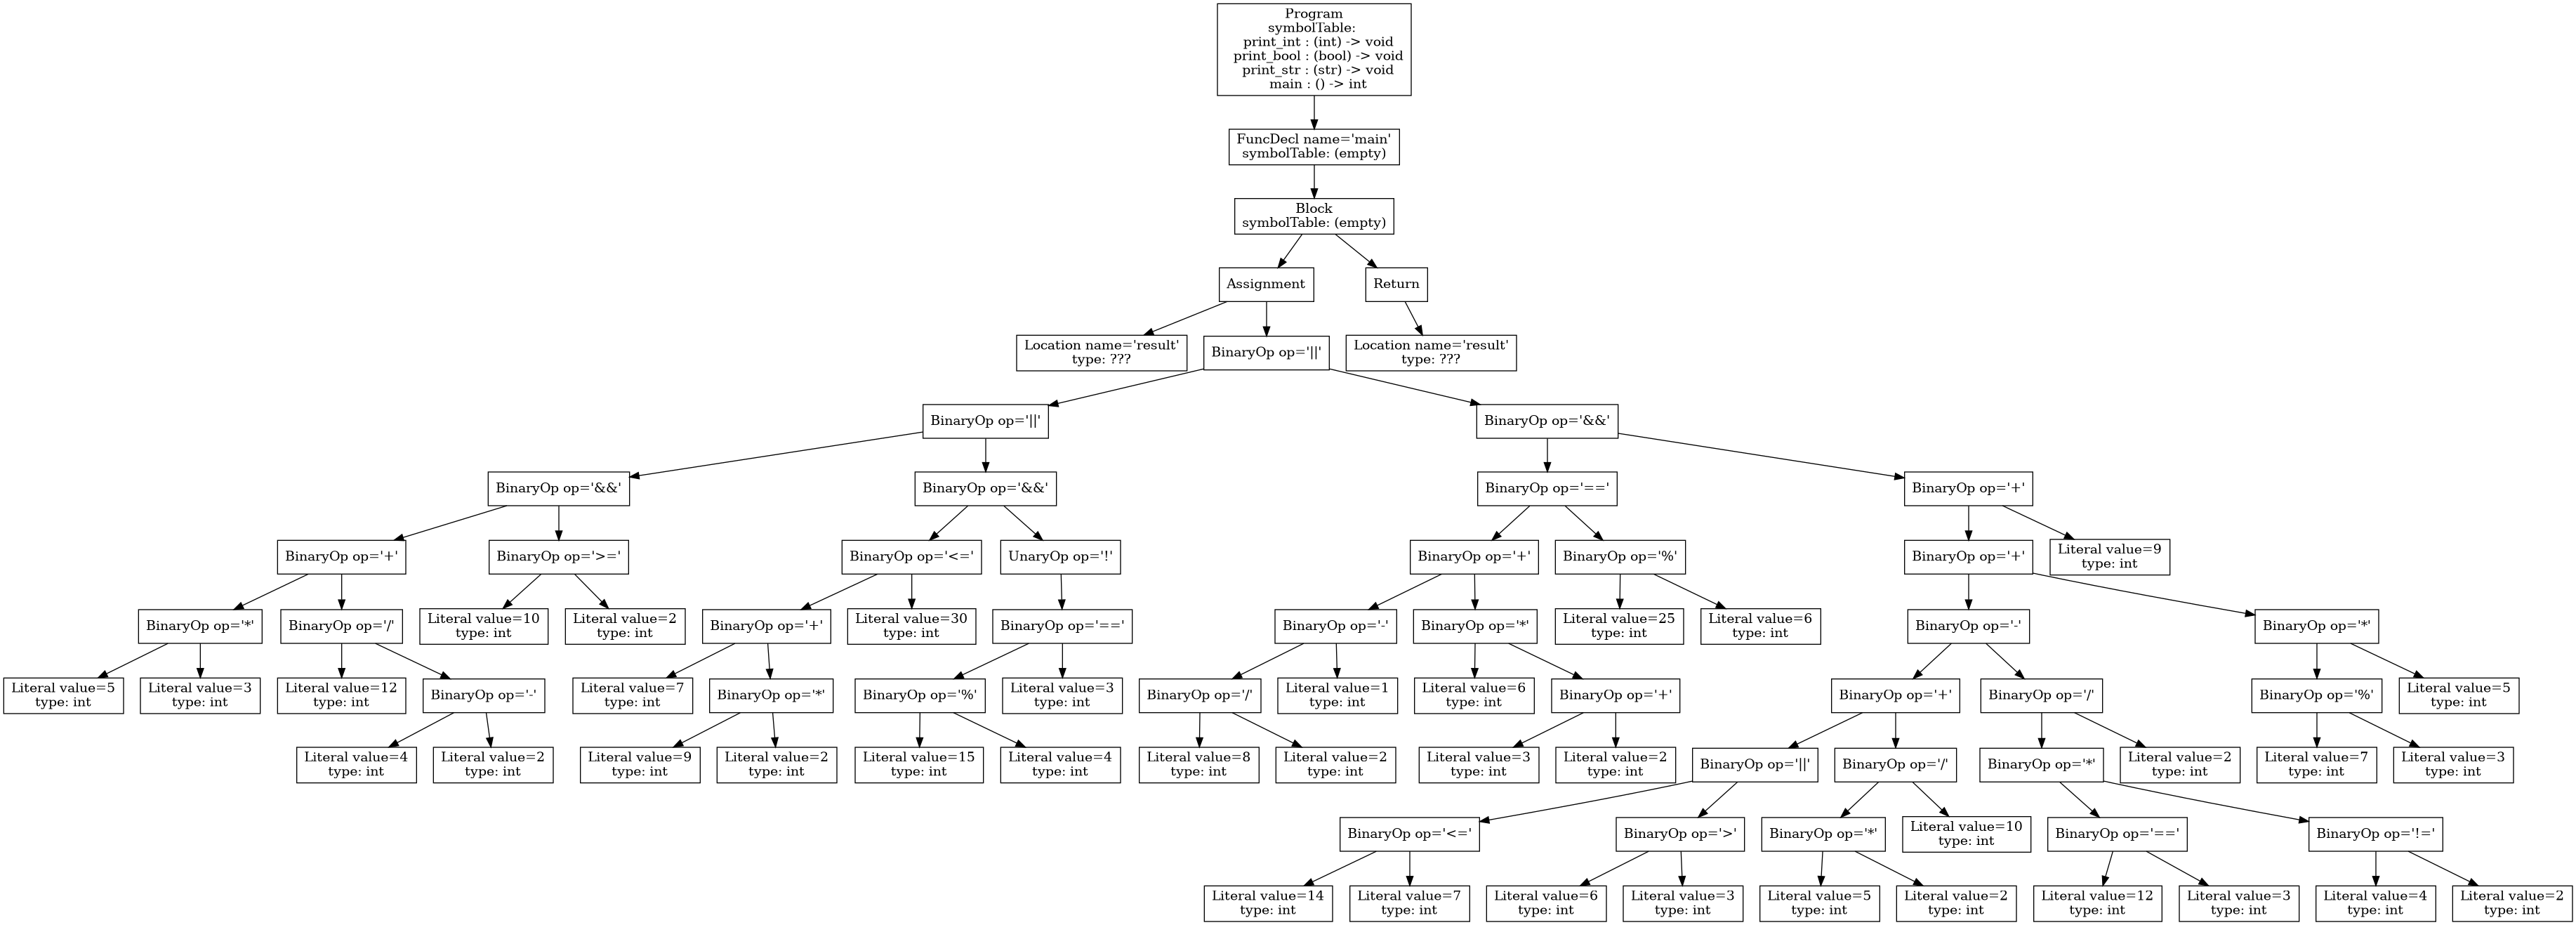 Program
symbolTable:
print_int : (int) -> void
print_bool : (bool) -> void
print_str : (str) -> void
main : () -> int
FuncDecl name='main'
symbolTable: (empty)
Block
symbolTable: (empty)
Assignment
Return
Location name='result'
type: ???
BinaryOp op='||'
Location name='result'
type: ???
BinaryOp op='||'
BinaryOp op='&&'
BinaryOp op='&&'
BinaryOp op='&&'
BinaryOp op='=='
BinaryOp op='+'
BinaryOp op='+'
BinaryOp op='>='
BinaryOp op='<='
UnaryOp op='!'
BinaryOp op='+'
BinaryOp op='%'
BinaryOp op='+'
Literal value=9
type: int
BinaryOp op='*'
BinaryOp op='/'
Literal value=10
type: int
Literal value=2
type: int
BinaryOp op='+'
Literal value=30
type: int
BinaryOp op='=='
BinaryOp op='-'
BinaryOp op='*'
Literal value=25
type: int
Literal value=6
type: int
BinaryOp op='-'
BinaryOp op='*'
Literal value=5
type: int
Literal value=3
type: int
Literal value=12
type: int
BinaryOp op='-'
Literal value=7
type: int
BinaryOp op='*'
BinaryOp op='%'
Literal value=3
type: int
BinaryOp op='/'
Literal value=1
type: int
Literal value=6
type: int
BinaryOp op='+'
BinaryOp op='+'
BinaryOp op='/'
BinaryOp op='%'
Literal value=5
type: int
Literal value=4
type: int
Literal value=2
type: int
Literal value=9
type: int
Literal value=2
type: int
Literal value=15
type: int
Literal value=4
type: int
Literal value=8
type: int
Literal value=2
type: int
Literal value=3
type: int
Literal value=2
type: int
BinaryOp op='||'
BinaryOp op='/'
BinaryOp op='*'
Literal value=2
type: int
Literal value=7
type: int
Literal value=3
type: int
BinaryOp op='<='
BinaryOp op='>'
BinaryOp op='*'
Literal value=10
type: int
BinaryOp op='=='
BinaryOp op='!='
Literal value=14
type: int
Literal value=7
type: int
Literal value=6
type: int
Literal value=3
type: int
Literal value=5
type: int
Literal value=2
type: int
Literal value=12
type: int
Literal value=3
type: int
Literal value=4
type: int
Literal value=2
type: int